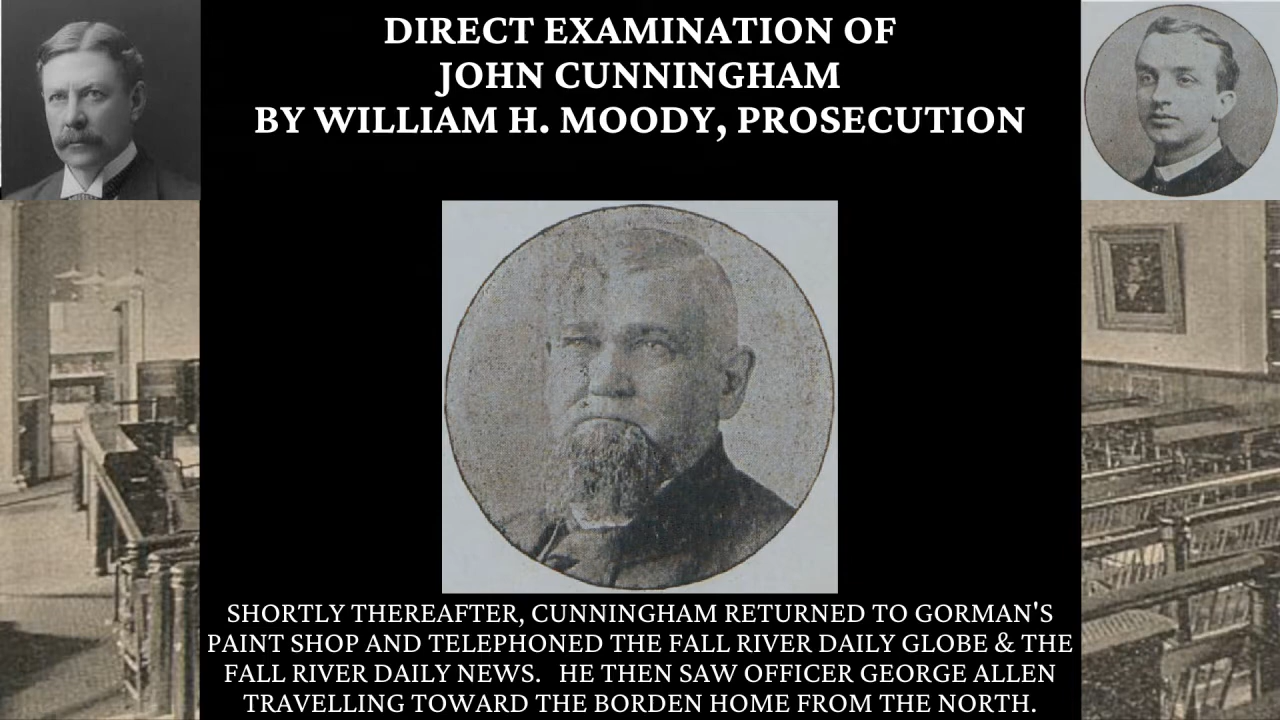 DIRECT EXAMINATION OF
JOHN CUNNINGHAM
BY WILLIAM H. MOODY, PROSECUTION
SHORTLY THEREAFTER, CUNNINGHAM RETURNED TO GORMAN'S
PAINT SHOP AND TELEPHONED THE FALL RIVER DAILY GLOBE & THE
FALL RIVER DAILY NEWS.   HE THEN SAW OFFICER GEORGE ALLEN
TRAVELLING TOWARD THE BORDEN HOME FROM THE NORTH.